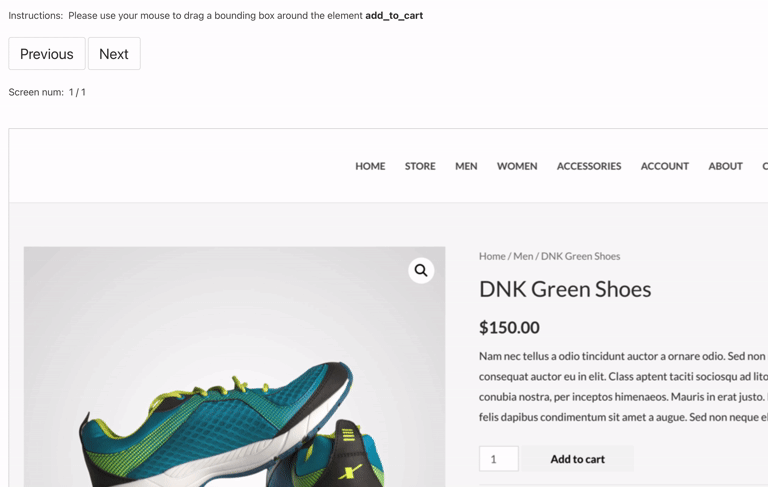 Instructions: Please use your mouse to drag a bounding box around the element add_to_cart
Previous Next
Screen num: 1 / 1
HOME STORE MEN WOMEN ACCESSORIES ACCOUNT ABOUT
Home / Men / DNK Green Shoes
DNK Green Shoes
$150.00
Nam nec tellus a odio tincidunt auctor a ornare odio. Sed non
consequat auctor eu in elit. Class aptent taciti sociosqu ad lito
conubia nostra, per inceptos himenaeos. Mauris in erat justo.
felis dapibus condimentum sit amet a augue. Sed non neque el
1 Add to cart